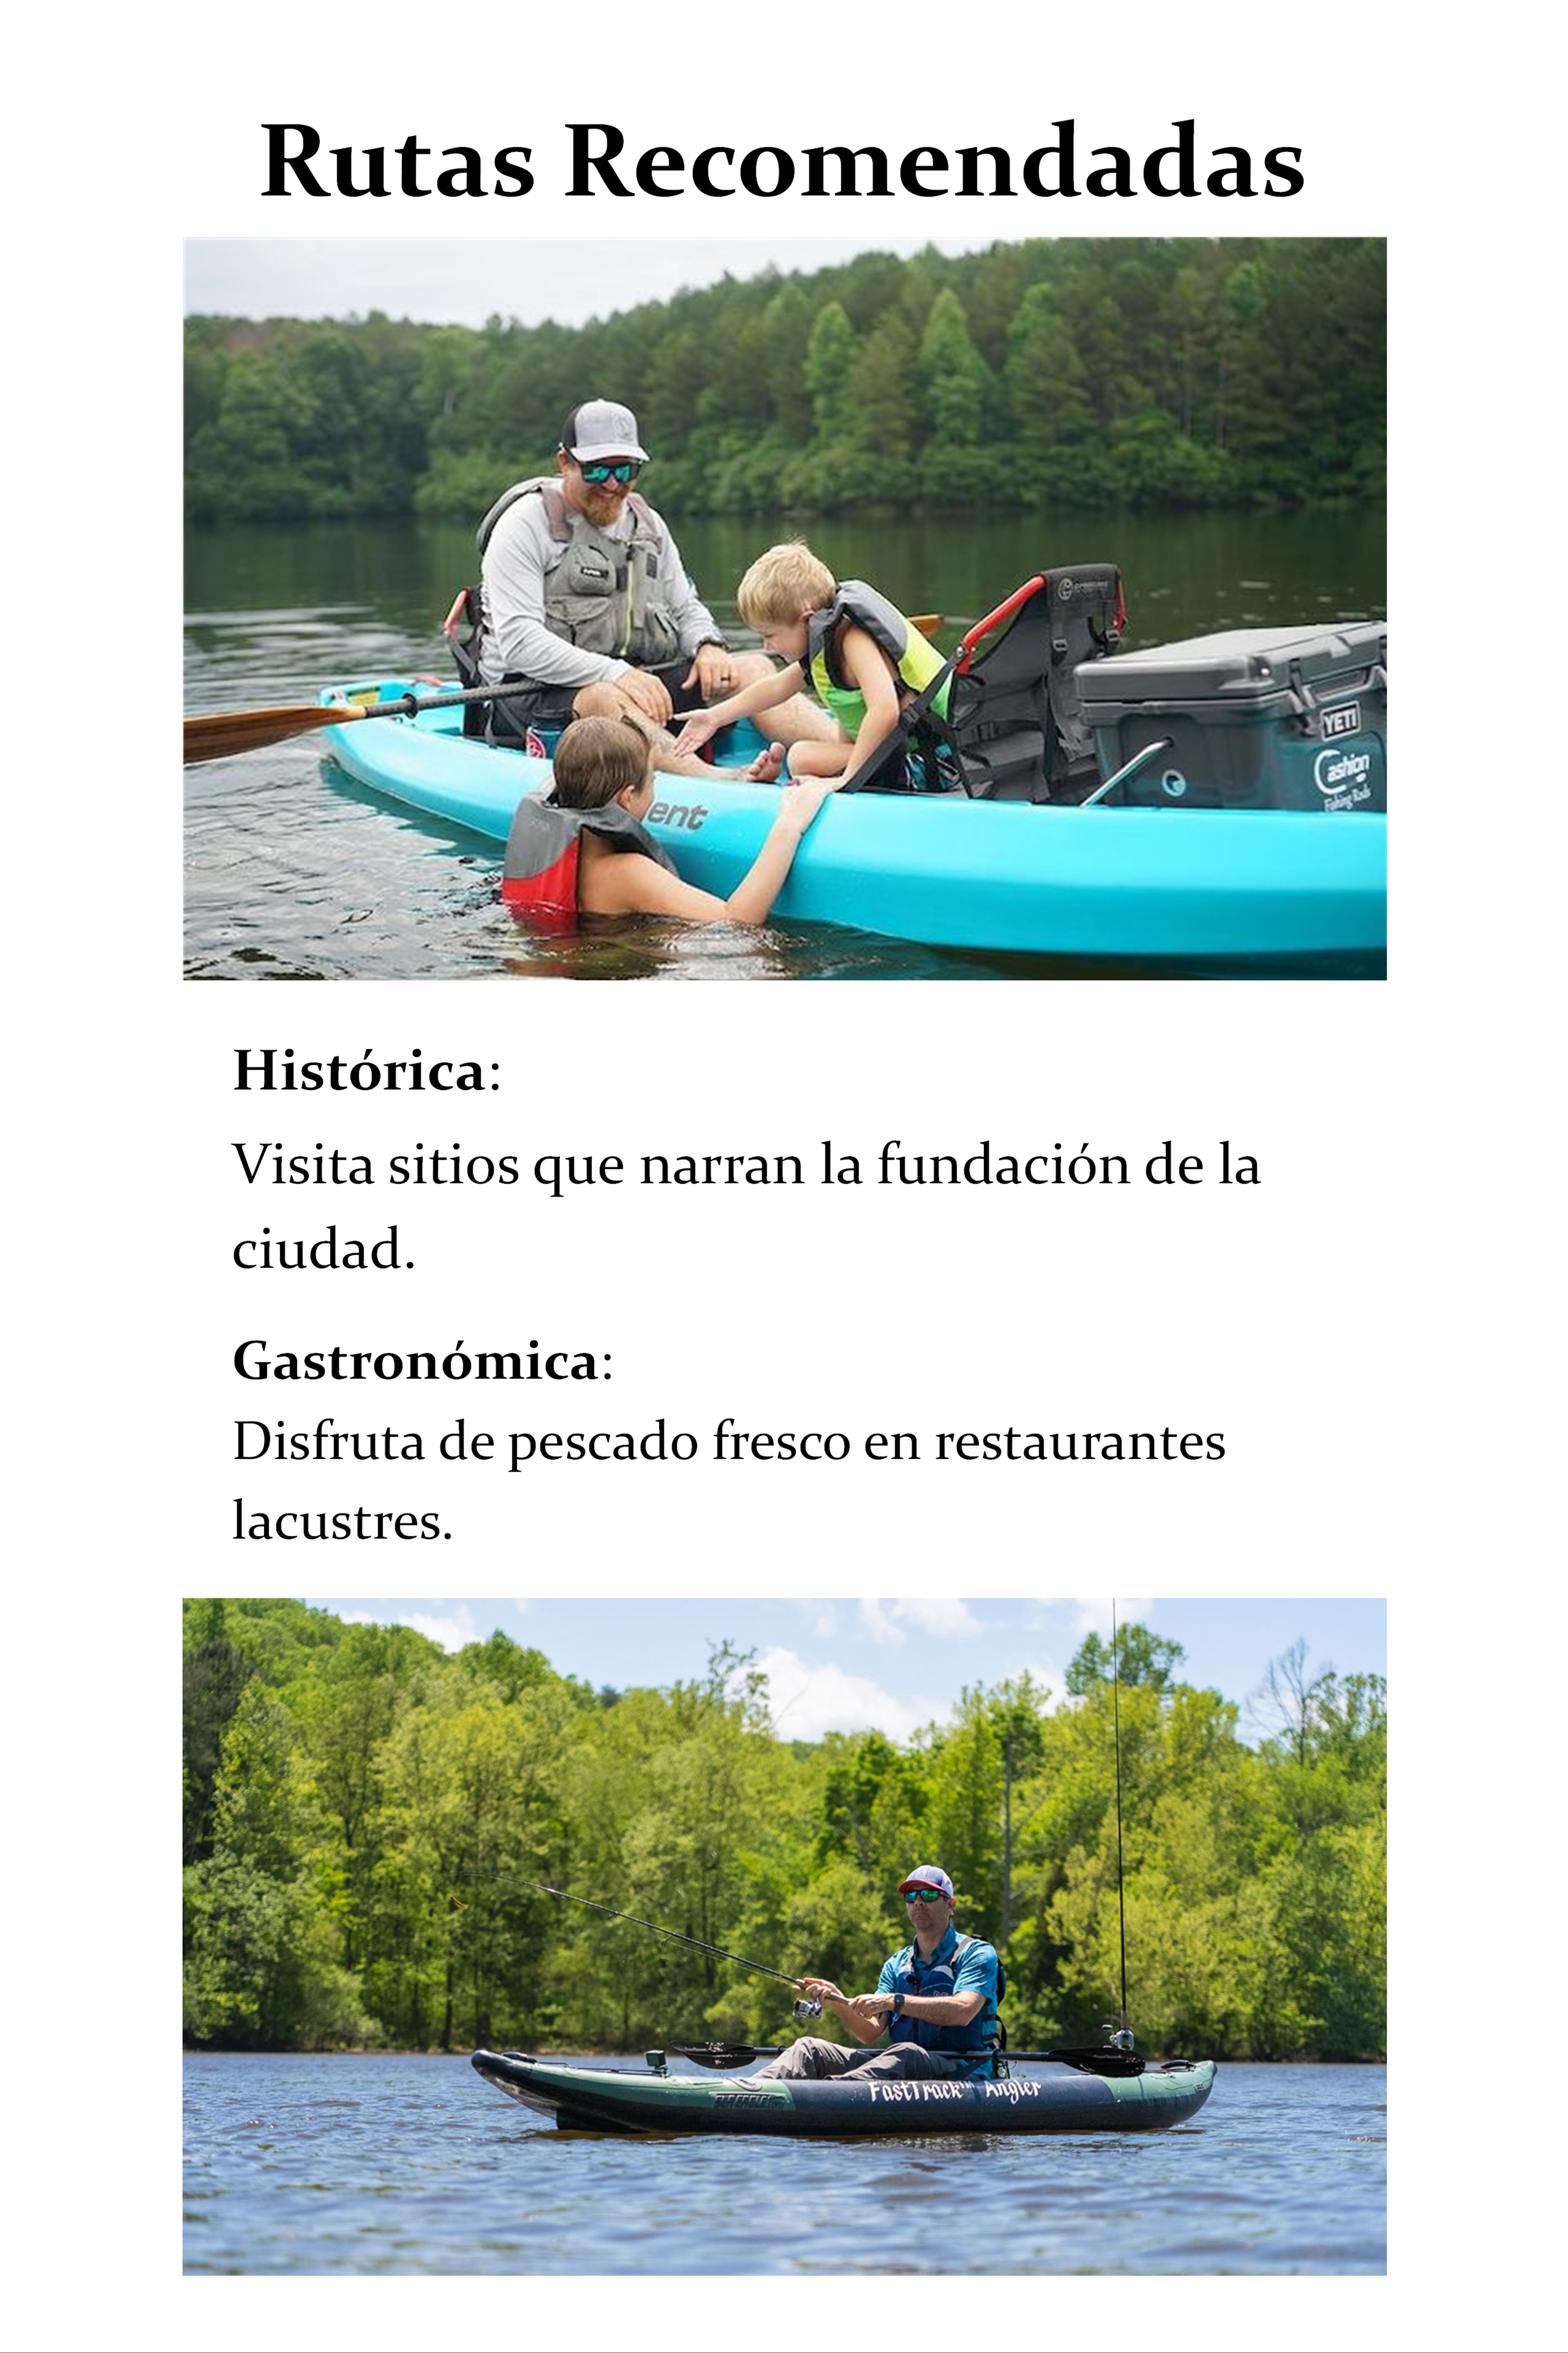 Rutas Recomendadas
ent
YETI
Cashion
Fishing Rods
Histórica:
Visita sitios que narran la fundación de la
ciudad.
Gastronómica:
Disfruta de pescado fresco en restaurantes
lacustres.
FastTrack™ Angler